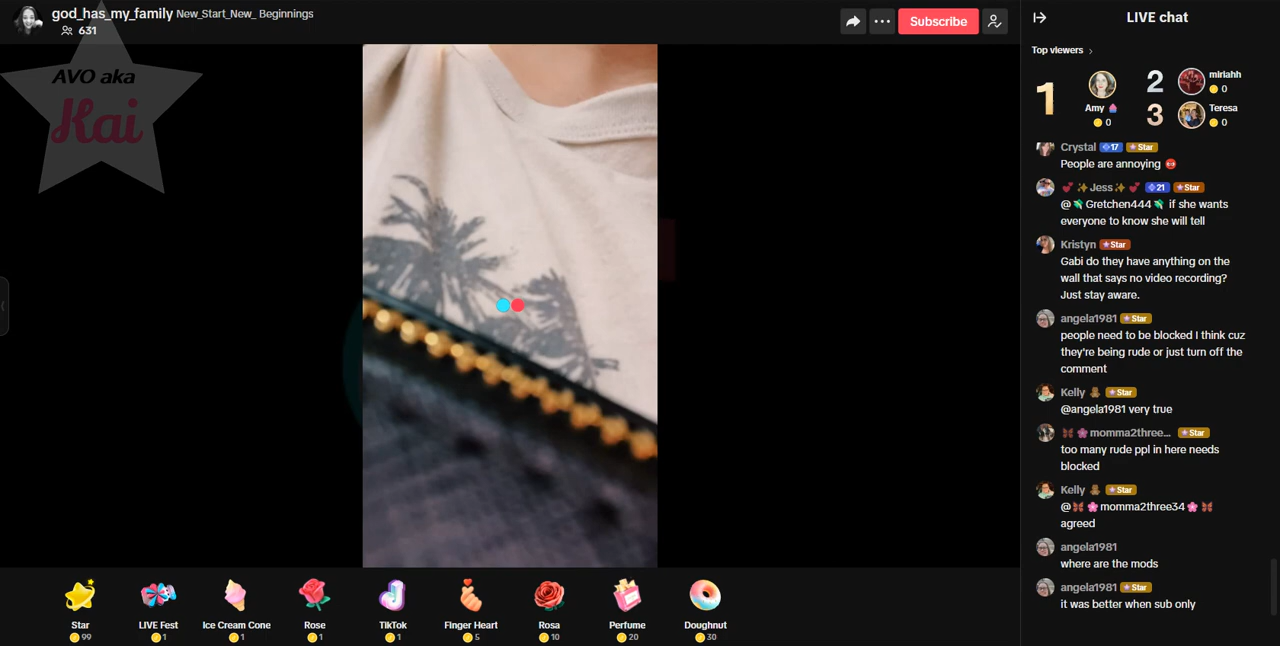 god_has_my_family New_Start_New_ Beginnings
631
Subscribe
AVO aka
Kai
LIVE chat
Top viewers
1
Amy
0
2
miriahh
0
3
Teresa
0
Crystal 17 Star
People are annoying
Jess 21 Star
@Gretchen444 if she wants
everyone to know she will tell
Kristyn Star
Gabi do they have anything on the
wall that says no video recording?
Just stay aware.
angela1981 Star
people need to be blocked I think cuz
they're being rude or just turn off the
comment
Kelly Star
@angela1981 very true
momma2three... Star
too many rude ppl in here needs
blocked
Kelly Star
@momma2three34
agreed
angela1981
where are the mods
angela1981 Star
it was better when sub only
Star
99
LIVE Fest
1
Ice Cream Cone
1
Rose
1
TikTok
1
Finger Heart
5
Rosa
10
Perfume
20
Doughnut
30